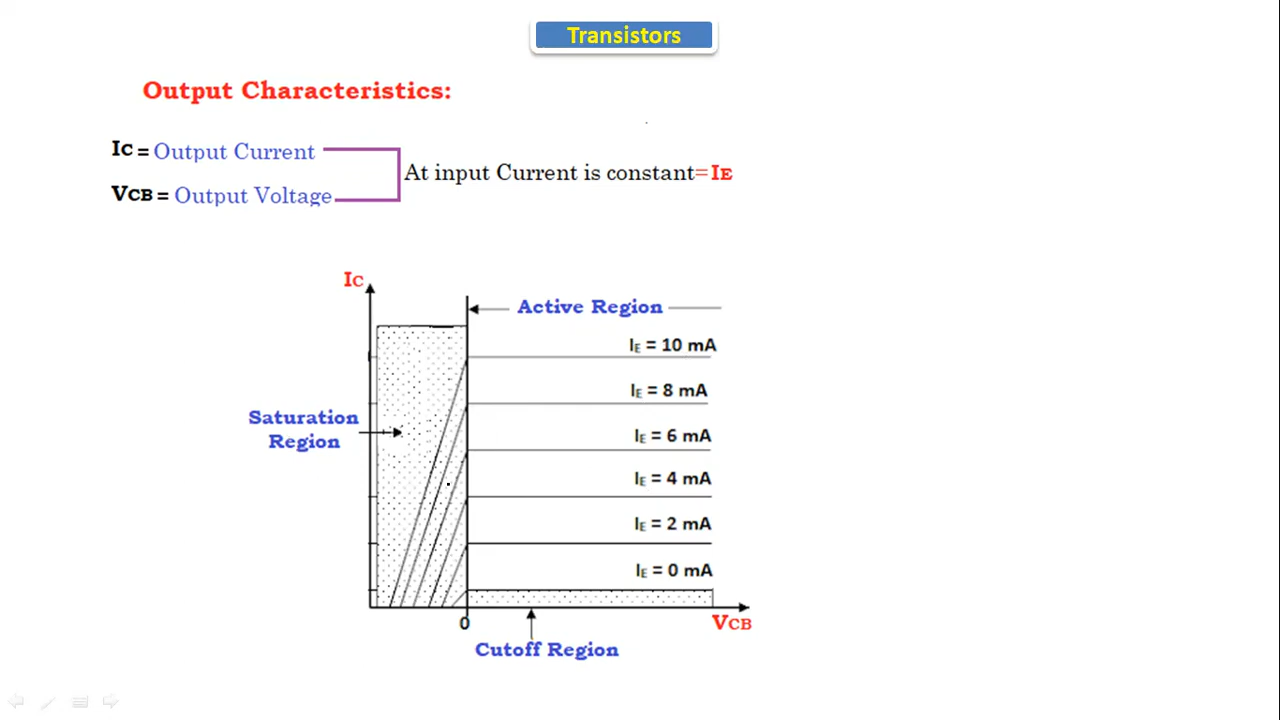 Transistors
Output Characteristics:
IC = Output Current
VCB = Output Voltage
At input Current is constant=IE
IC
Active Region
IE = 10 mA
IE = 8 mA
Saturation
Region
IE = 6 mA
IE = 4 mA
IE = 2 mA
IE = 0 mA
0
VCB
Cutoff Region